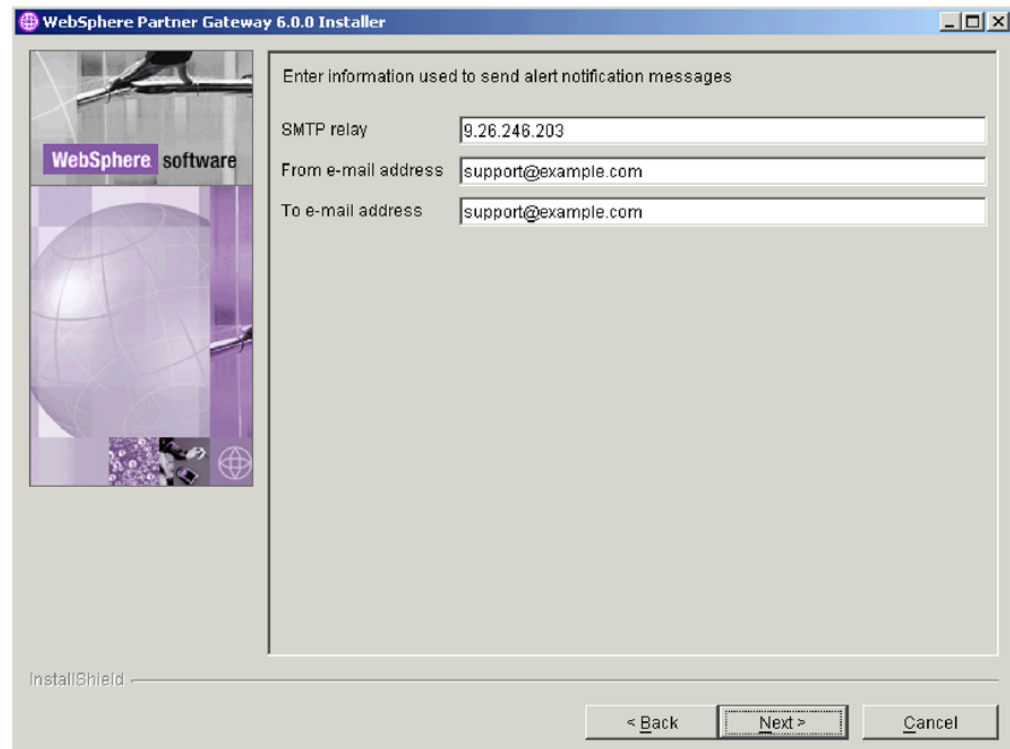 WebSphere Partner Gateway 6.0.0 Installer
WebSphere software
Enter information used to send alert notification messages
SMTP relay 9.26.246.203
From e-mail address support@example.com
To e-mail address support@example.com
InstallShield
< Back Next > Cancel